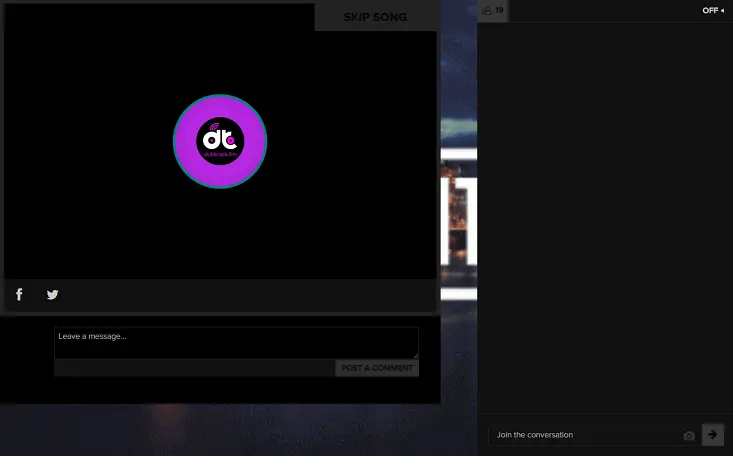 SKIP SONG
19
OFF
dt
dubtrack.fm
Leave a message...
POST A COMMENT
Join the conversation